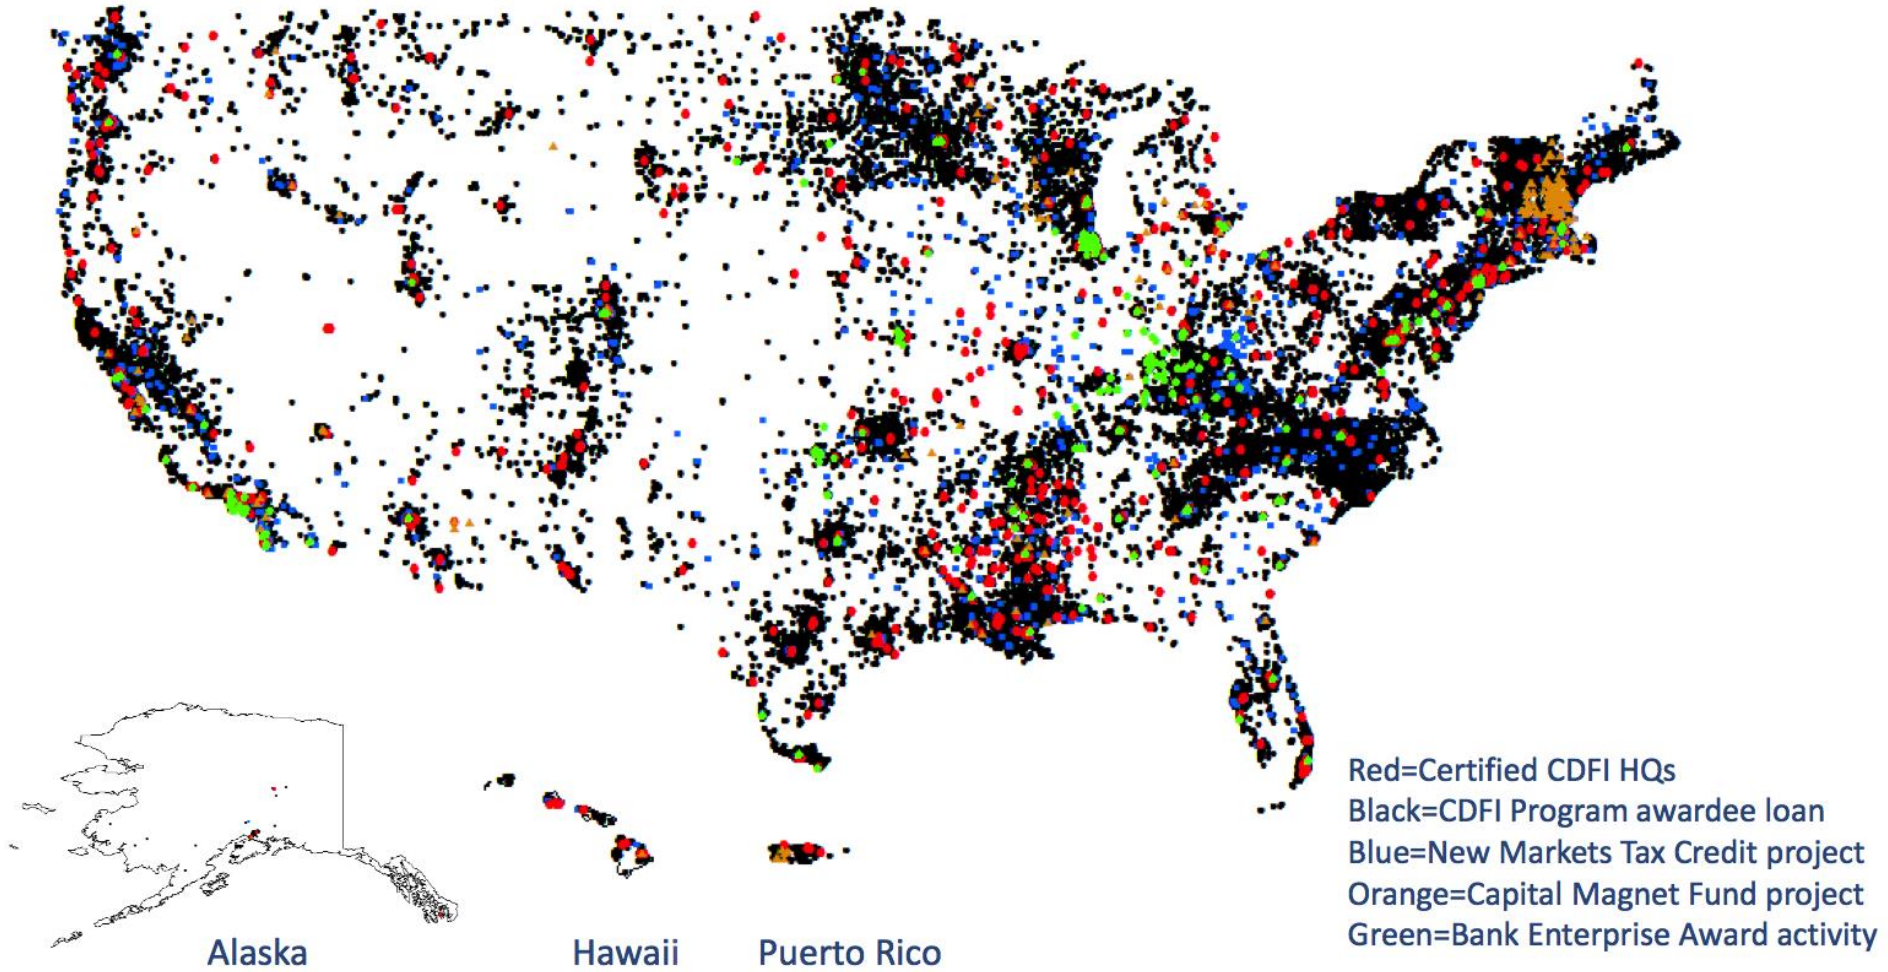 Red=Certified CDFI HQs
Black=CDFI Program awardee loan
Blue=New Markets Tax Credit project
Orange=Capital Magnet Fund project
Green=Bank Enterprise Award activity
Alaska
Hawaii
Puerto Rico